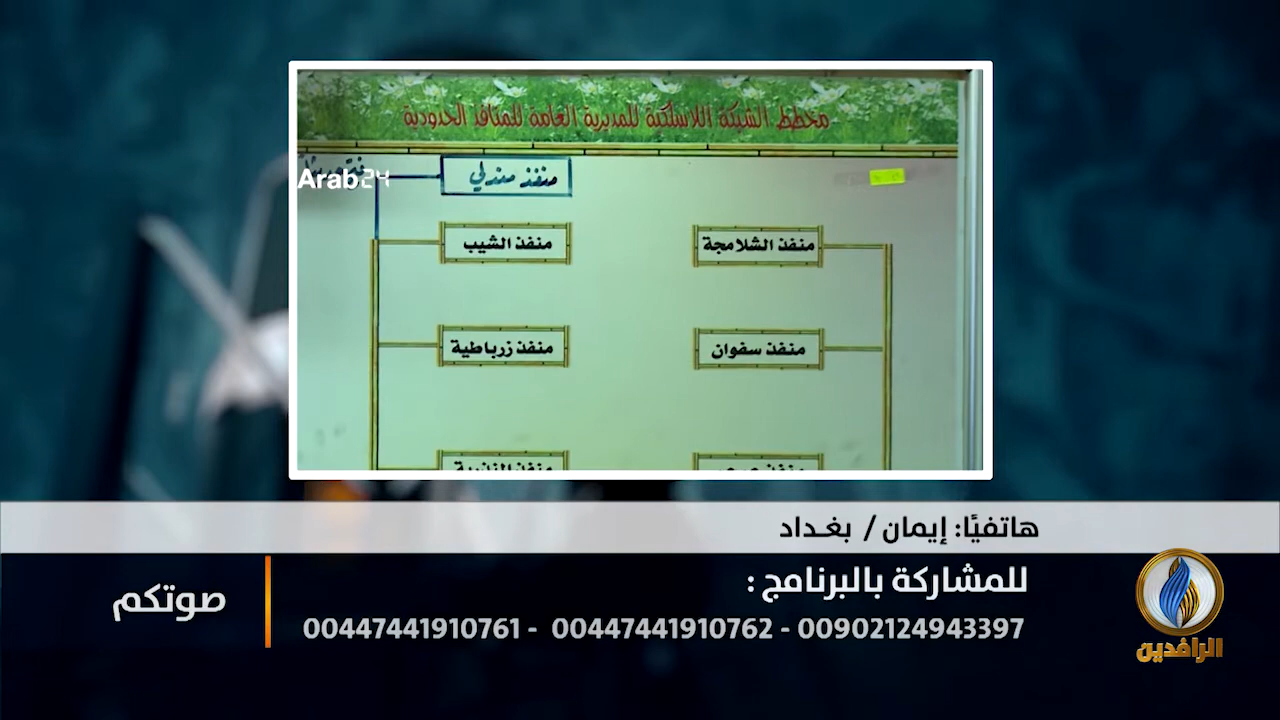 مخطط الشبكة اللاسلكية للمديرية العامة للمنافذ الحدودية
Arab24
منفذ مندلي
منفذ الشلامجة
منفذ الشيب
منفذ سفوان
منفذ زرباطية
هاتفيًا: إيمان / بغـداد
للمشاركة بالبرنامج :
00447441910761 - 00447441910762 - 00902124943397
صوتكم
الرافدين